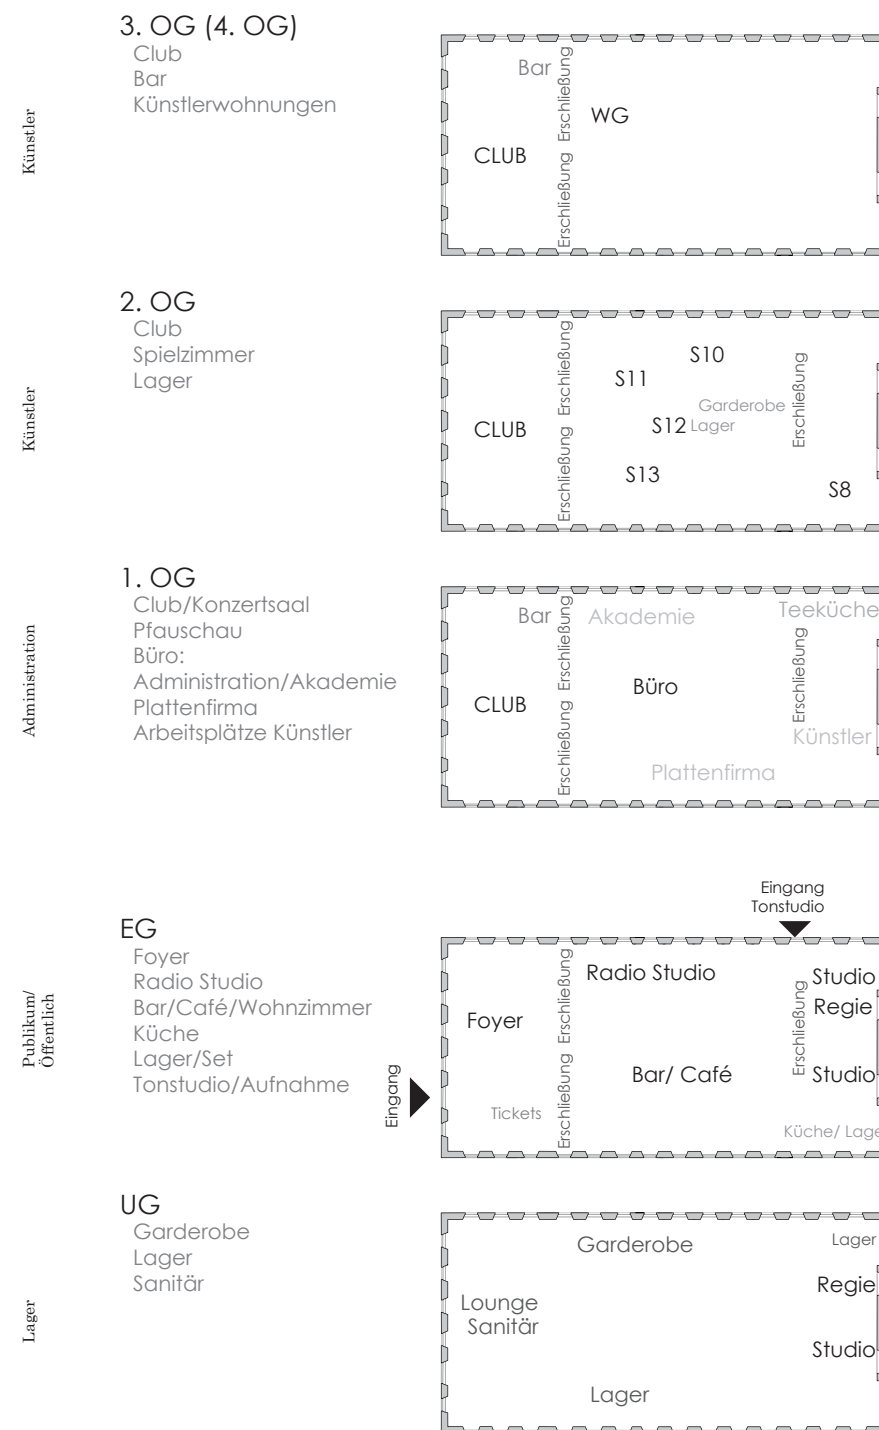 Künstler
3. OG (4. OG)
Club
Bar
Künstlerwohnungen
Bar
Erschließung
WG
CLUB
Erschließung
Künstler
2. OG
Club
Spielzimmer
Lager
Erschließung
S10
S11
Erschließung
Garderobe
CLUB
S12 Lager
Erschließung
S13
S8
Administration
1. OG
Club/Konzertsaal
Pfauschau
Büro:
Administration/Akademie
Plattenfirma
Arbeitsplätze Künstler
Bar
Erschließung
Akademie
Teeküche
Erschließung
Büro
CLUB
Erschließung
Künstler
Plattenfirma
Publikum/
Öffentlich
EG
Foyer
Radio Studio
Bar/Café/Wohnzimmer
Küche
Lager/Set
Tonstudio/Aufnahme
Eingang
Tonstudio
Eingang
Erschließung
Radio Studio
Studio
Regie
Foyer
Erschließung
Bar/ Café
Studio
Tickets
Erschließung
Küche/ Lage
Lager
UG
Garderobe
Lager
Sanitär
Garderobe
Lager
Regie
Lounge
Sanitär
Studio
Lager